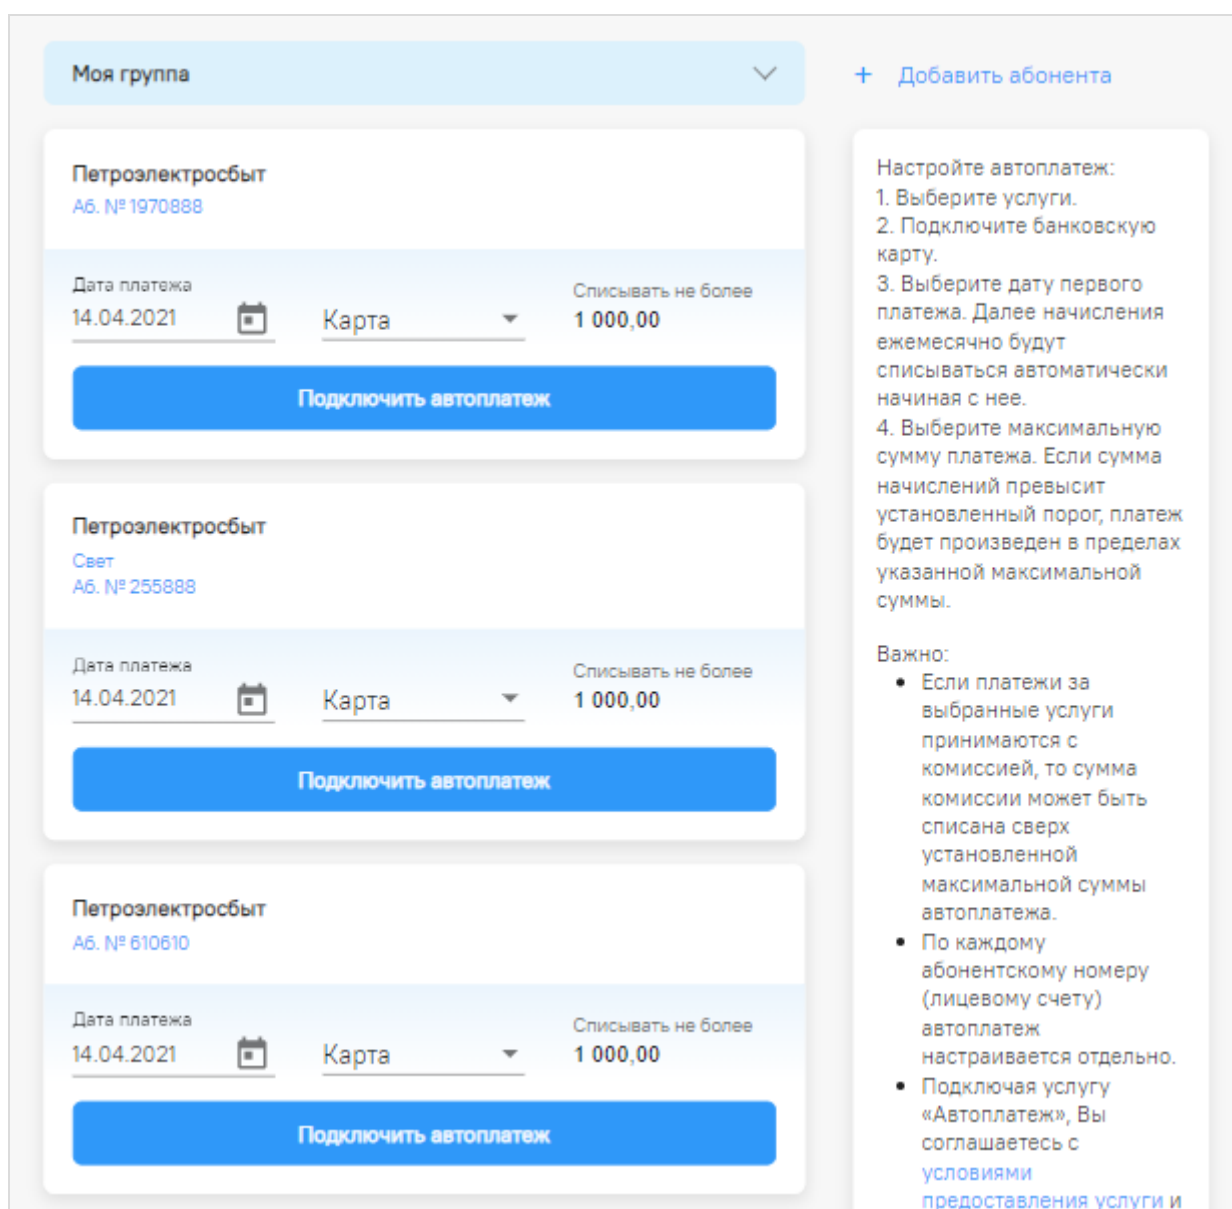 Моя группа
+ Добавить абонента
Петроэлектросбыт
Аб. № 1970888
Дата платежа
14.04.2021
Карта
Списывать не более
1 000,00
Подключить автоплатеж
Петроэлектросбыт
Свет
Аб. № 255888
Дата платежа
14.04.2021
Карта
Списывать не более
1 000,00
Подключить автоплатеж
Петроэлектросбыт
Аб. № 610610
Дата платежа
14.04.2021
Карта
Списывать не более
1 000,00
Подключить автоплатеж
Настройте автоплатеж:
1. Выберите услуги.
2. Подключите банковскую
карту.
3. Выберите дату первого
платежа. Далее начисления
ежемесячно будут
списываться автоматически
начиная с нее.
4. Выберите максимальную
сумму платежа. Если сумма
начислений превысит
установленный порог, платеж
будет произведен в пределах
указанной максимальной
суммы.
Важно:
• Если платежи за
выбранные услуги
принимаются с
комиссией, то сумма
комиссии может быть
списана сверх
установленной
максимальной суммы
автоплатежа.
• По каждому
абонентскому номеру
(лицевому счету)
автоплатеж
настраивается отдельно.
• Подключая услугу
«Автоплатеж», Вы
соглашаетесь с
условиями
предоставления услуги и